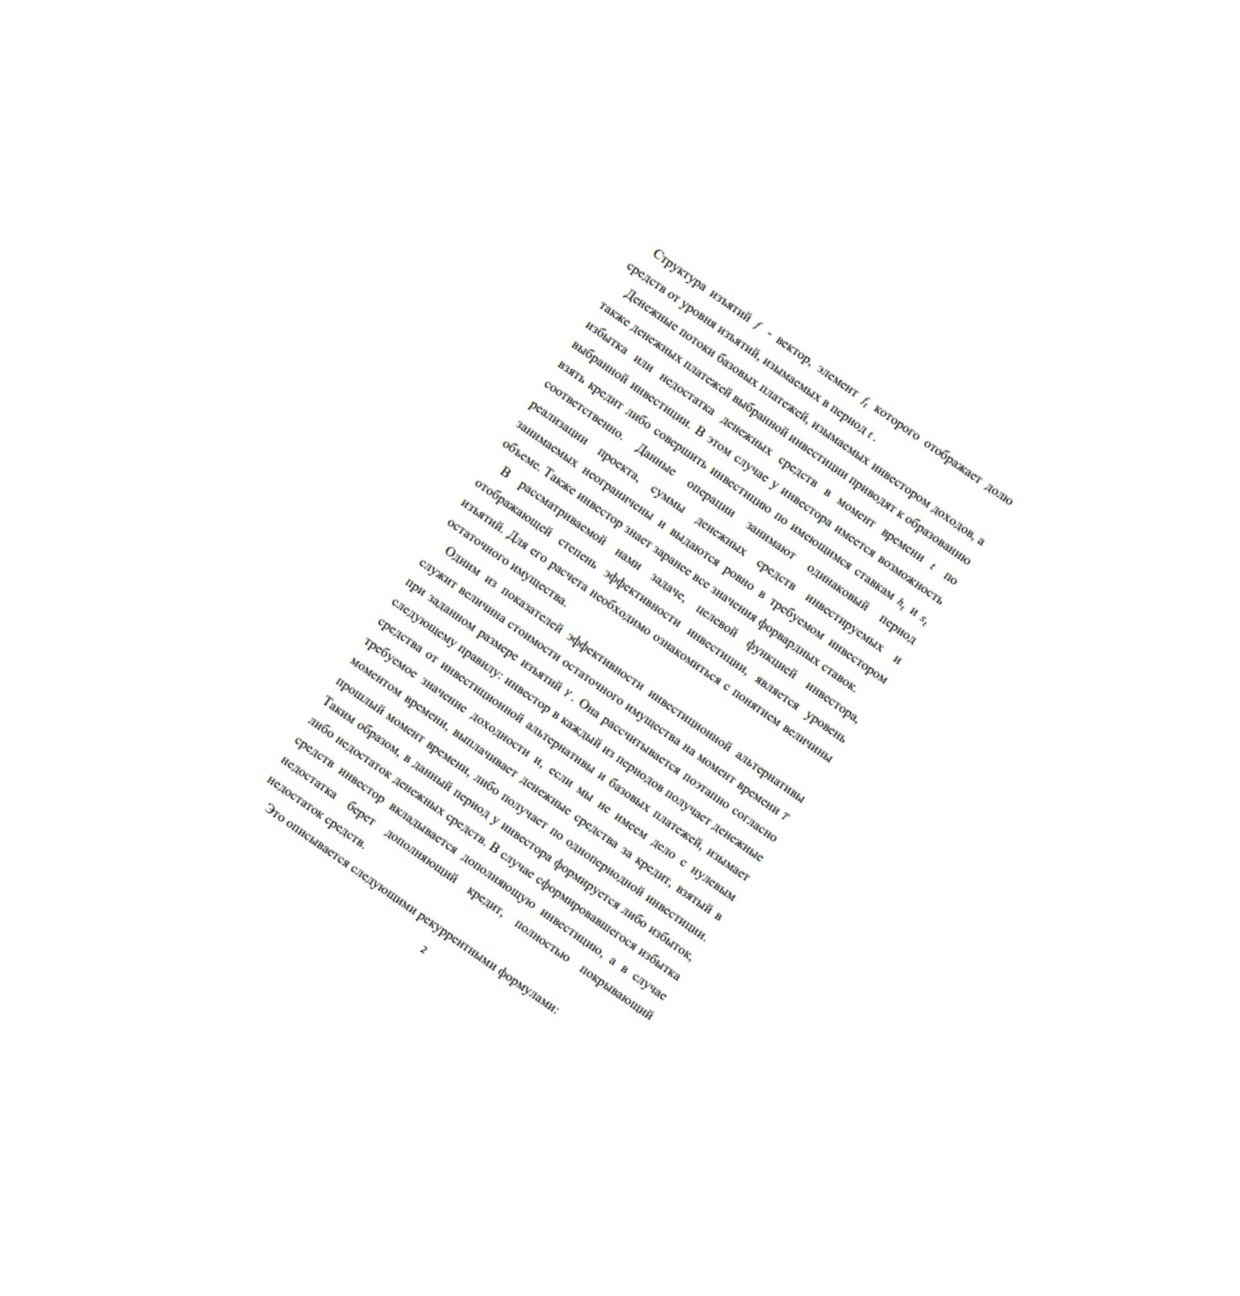 Структура изъятий f - вектор, элемент fₜ которого отображает долю
средств от уровня изъятий, изымаемых в период t .
Денежные потоки базовых платежей, изымаемых инвестором доходов, а
также денежных платежей выбранной инвестиции приводят к образованию
избытка или недостатка денежных средств в момент времени t по
выбранной инвестиции. В этом случае у инвестора имеется возможность
взять кредит либо совершить инвестицию по имеющимся ставкам hₜ и sₜ
соответственно. Данные операции занимают одинаковый период
реализации проекта, суммы денежных средств инвестируемых и
занимаемых неограничены и выдаются ровно в требуемом инвестором
объеме. Также инвестор знает заранее все значения форвардных ставок.
В рассматриваемой нами задаче, целевой функцией инвестора,
отображающей степень эффективности инвестиции, является уровень
изъятий. Для его расчета необходимо ознакомиться с понятием величины
остаточного имущества.
Одним из показателей эффективности инвестиционной альтернативы
служит величина стоимости остаточного имущества на момент времени T
при заданном размере изъятий Y . Она рассчитывается поэтапно согласно
следующему правилу: инвестор в каждый из периодов получает денежные
средства от инвестиционной альтернативы и базовых платежей, изымает
требуемое значение доходности и, если мы не имеем дело с нулевым
моментом времени, выплачивает денежные средства за кредит, взятый в
прошлый момент времени, либо получает по однопериодной инвестиции.
Таким образом, в данный период у инвестора формируется либо избыток,
либо недостаток денежных средств. В случае сформировавшегося избытка
средств инвестор вкладывается дополняющую инвестицию, а в случае
недостатка берет дополняющий кредит, полностью покрывающий
недостаток средств.
Это описывается следующими рекуррентными формулами:
2